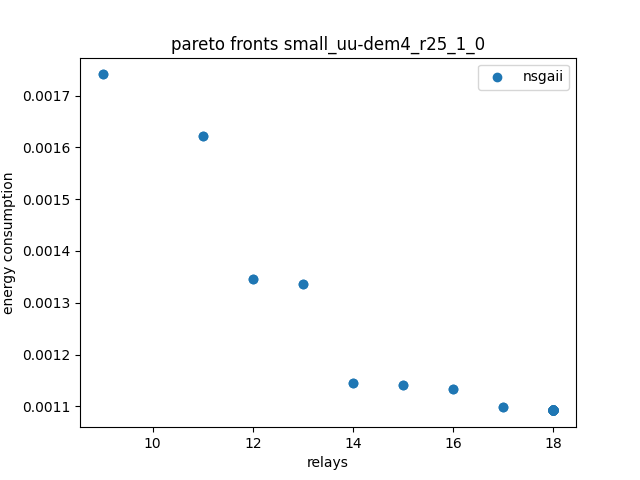 pareto fronts small_uu-dem4_r25_1_0
nsgaii
0.0017
0.0016
0.0015
0.0014
0.0013
0.0012
0.0011
energy consumption
10 12 14 16 18
relays